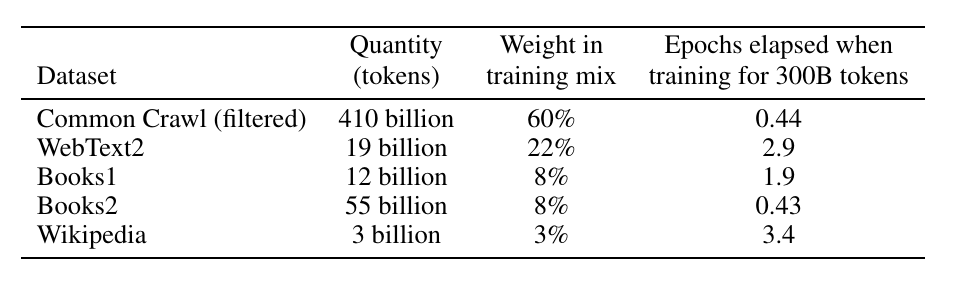 Quantity Weight in Epochs elapsed when
Dataset (tokens) training mix training for 300B tokens
Common Crawl (filtered) 410 billion 60% 0.44
WebText2 19 billion 22% 2.9
Books1 12 billion 8% 1.9
Books2 55 billion 8% 0.43
Wikipedia 3 billion 3% 3.4